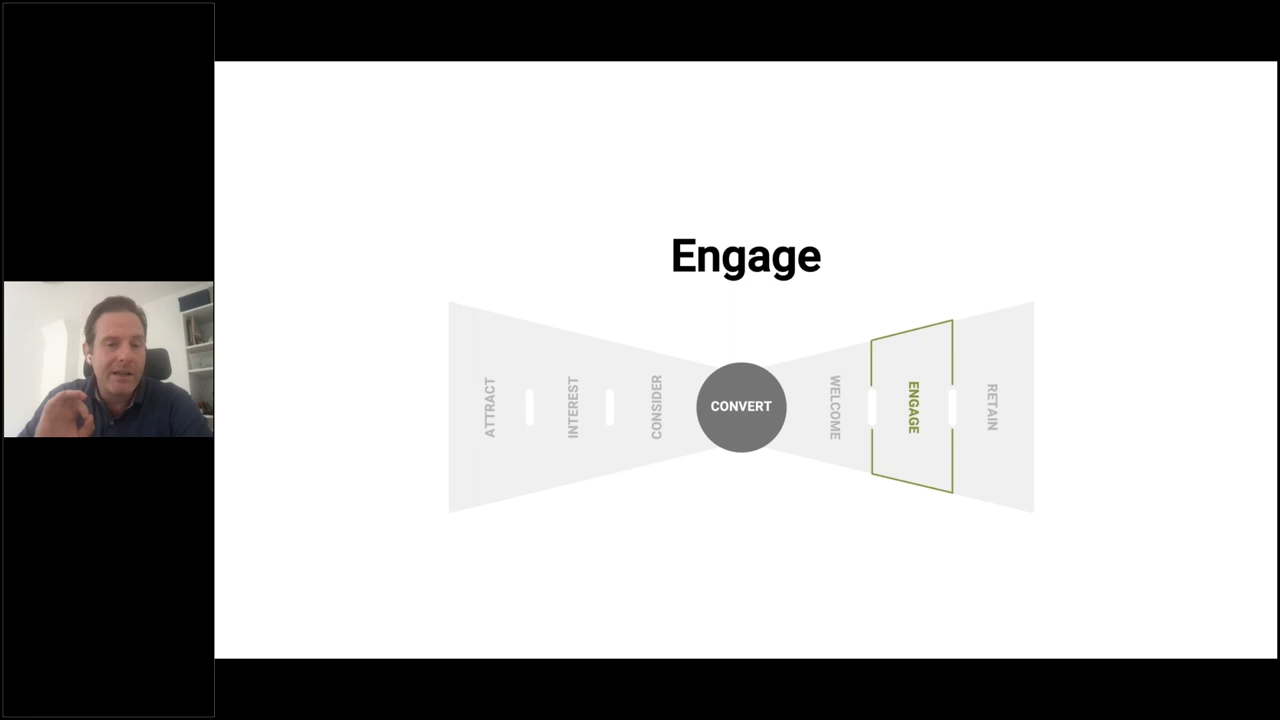 Engage
ATTRACT
INTEREST
CONSIDER
CONVERT
WELCOME
ENGAGE
RETAIN